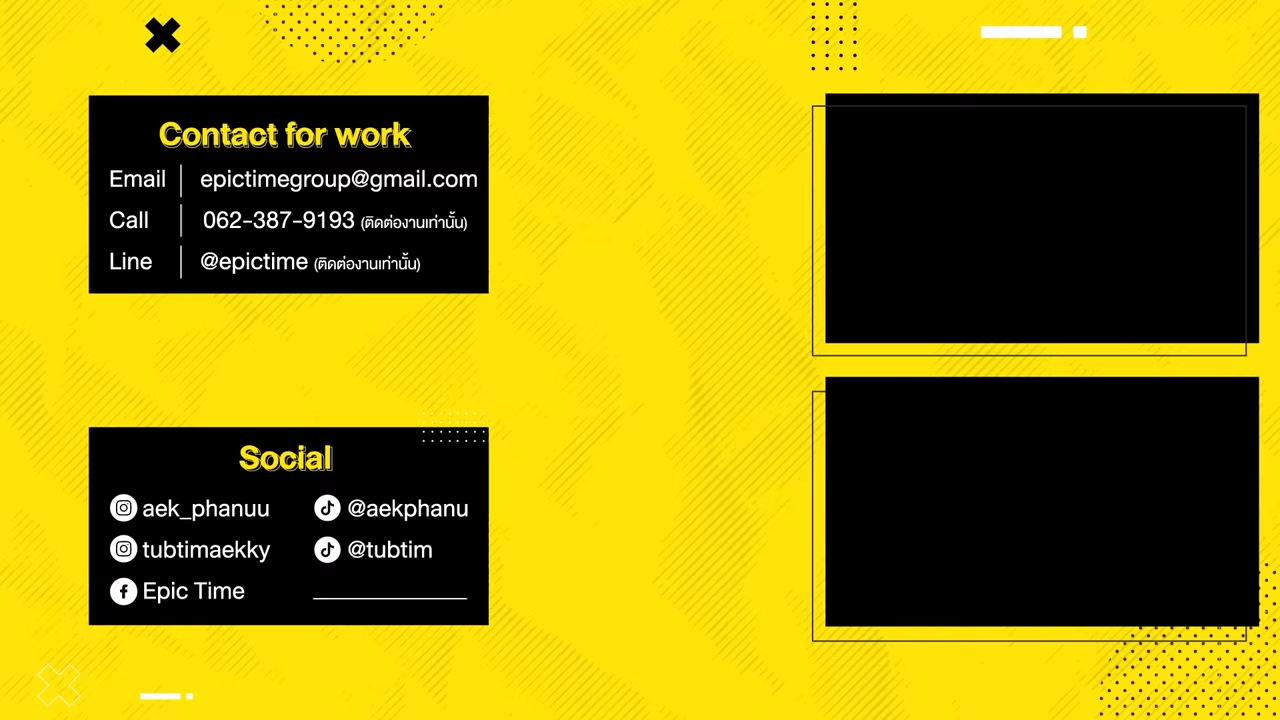 Contact for work
Email epictimegroup@gmail.com
Call 062-387-9193 (ติดต่องานเท่านั้น)
Line @epictime (ติดต่องานเท่านั้น)
Social
aek_phanuu @aekphanu
tubtimaekky @tubtim
Epic Time